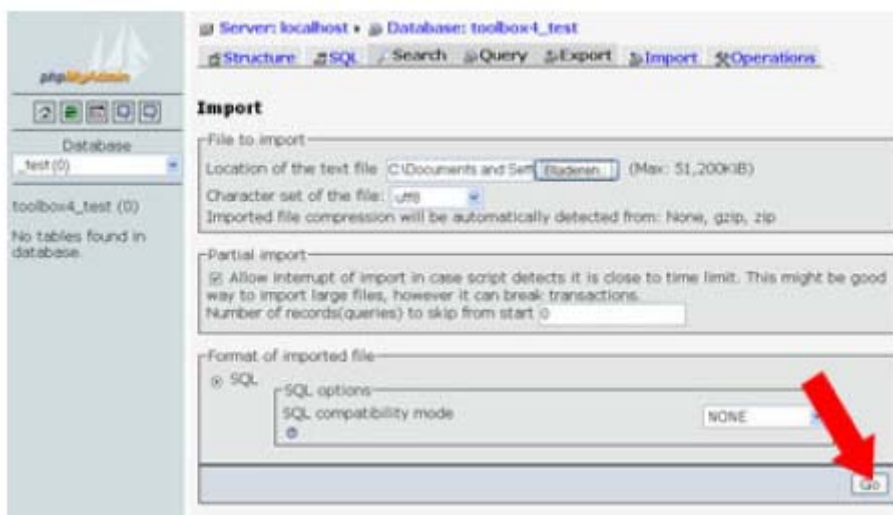 phpMyAdmin
Database
_test (0)
toolbox4_test (0)
No tables found in
database.
Server: localhost Database: toolbox4_test
Structure SQL Search Query Export Import Operations
Import
File to import
Location of the text file C:\Documents and Sett Bladeren... (Max: 51,200KiB)
Character set of the file: utf8
Imported file compression will be automatically detected from: None, gzip, zip
Partial import
Allow interrupt of import in case script detects it is close to time limit. This might be good
way to import large files, however it can break transactions.
Number of records(queries) to skip from start 0
Format of imported file
SQL
SQL options
SQL compatibility mode NONE
Go